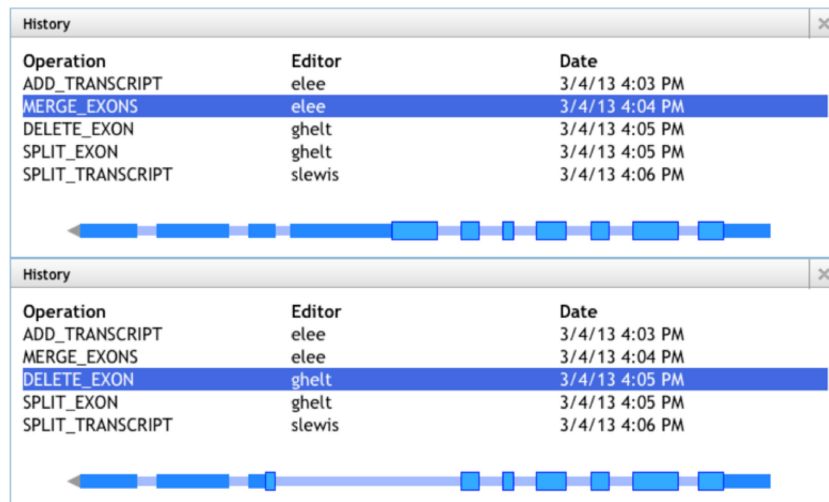 History
Operation Editor Date
ADD_TRANSCRIPT elee 3/4/13 4:03 PM
MERGE_EXONS elee 3/4/13 4:04 PM
DELETE_EXON ghelt 3/4/13 4:05 PM
SPLIT_EXON ghelt 3/4/13 4:05 PM
SPLIT_TRANSCRIPT slewis 3/4/13 4:06 PM
History
Operation Editor Date
ADD_TRANSCRIPT elee 3/4/13 4:03 PM
MERGE_EXONS elee 3/4/13 4:04 PM
DELETE_EXON ghelt 3/4/13 4:05 PM
SPLIT_EXON ghelt 3/4/13 4:05 PM
SPLIT_TRANSCRIPT slewis 3/4/13 4:06 PM